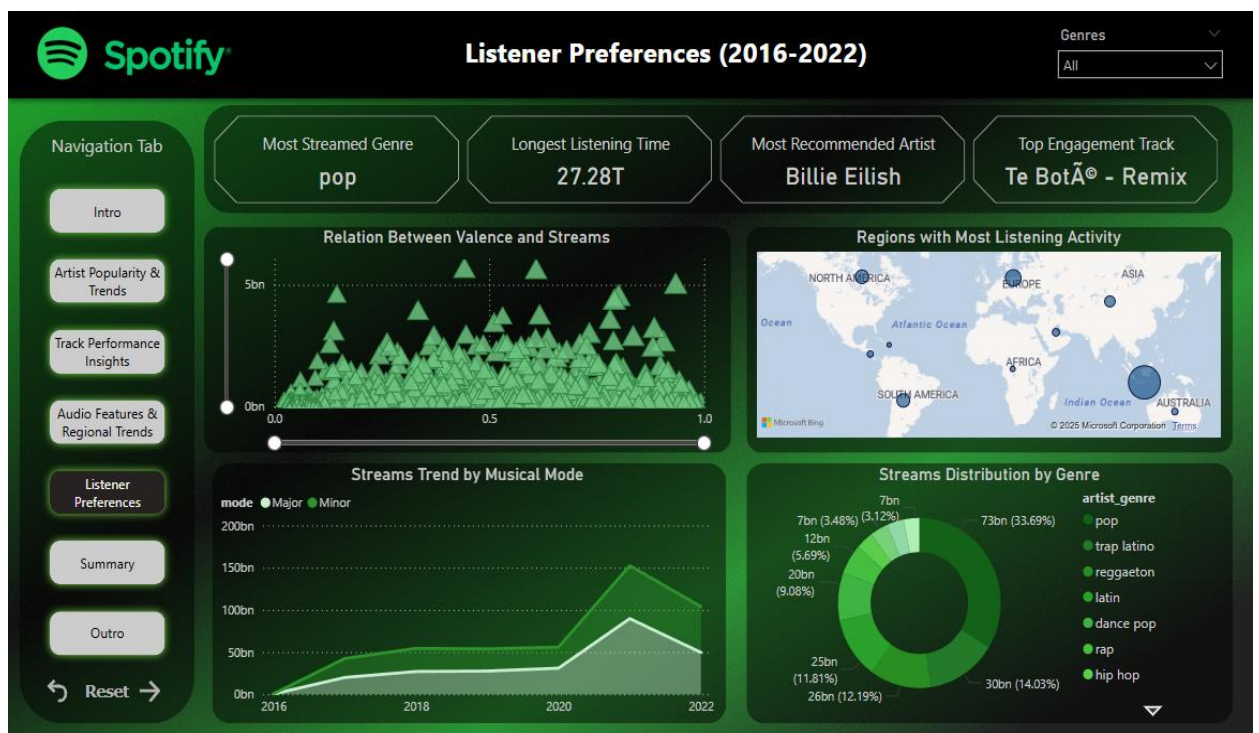 Spotify®
Listener Preferences (2016-2022)
Genres
All
Navigation Tab
Intro
Artist Popularity &
Trends
Track Performance
Insights
Audio Features &
Regional Trends
Listener
Preferences
Summary
Outro
Reset
Most Streamed Genre
pop
Longest Listening Time
27.28T
Most Recommended Artist
Billie Eilish
Top Engagement Track
Te BotÃ© - Remix
Relation Between Valence and Streams
5bn
0bn
0.0
0.5
1.0
Regions with Most Listening Activity
NORTH AMERICA
EUROPE
ASIA
Ocean
Atlantic Ocean
AFRICA
SOUTH AMERICA
Indian Ocean
AUSTRALIA
Microsoft Bing
© 2025 Microsoft Corporation Terms
Streams Trend by Musical Mode
mode Major Minor
200bn
150bn
100bn
50bn
0bn
2016
2018
2020
2022
Streams Distribution by Genre
7bn
(3.12%)
7bn (3.48%)
12bn
(5.69%)
20bn
(9.08%)
25bn
(11.81%)
26bn (12.19%)
30bn (14.03%)
73bn (33.69%)
artist_genre
pop
trap latino
reggaeton
latin
dance pop
rap
hip hop